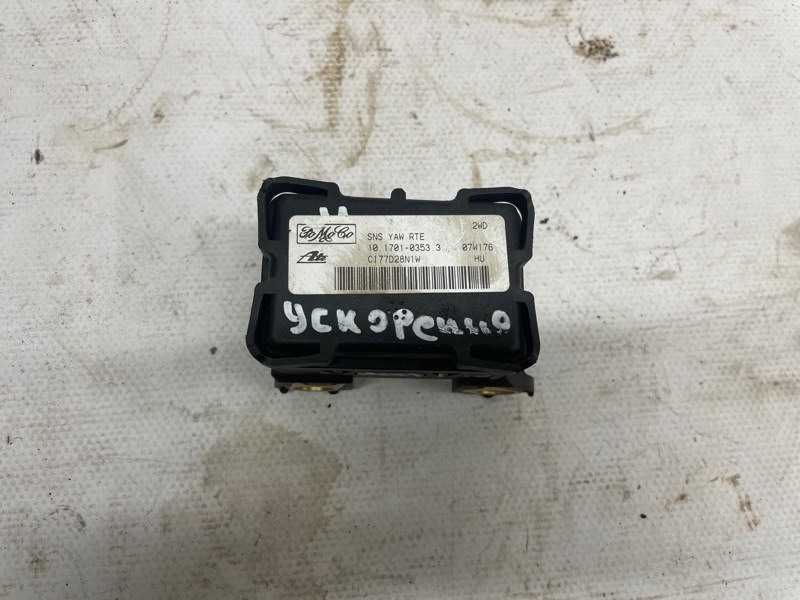 2WD
FoMoCo SNS YAW RTE
10.1701-0353.3 07W176
Ate CI77D28N1W HU
ускорения